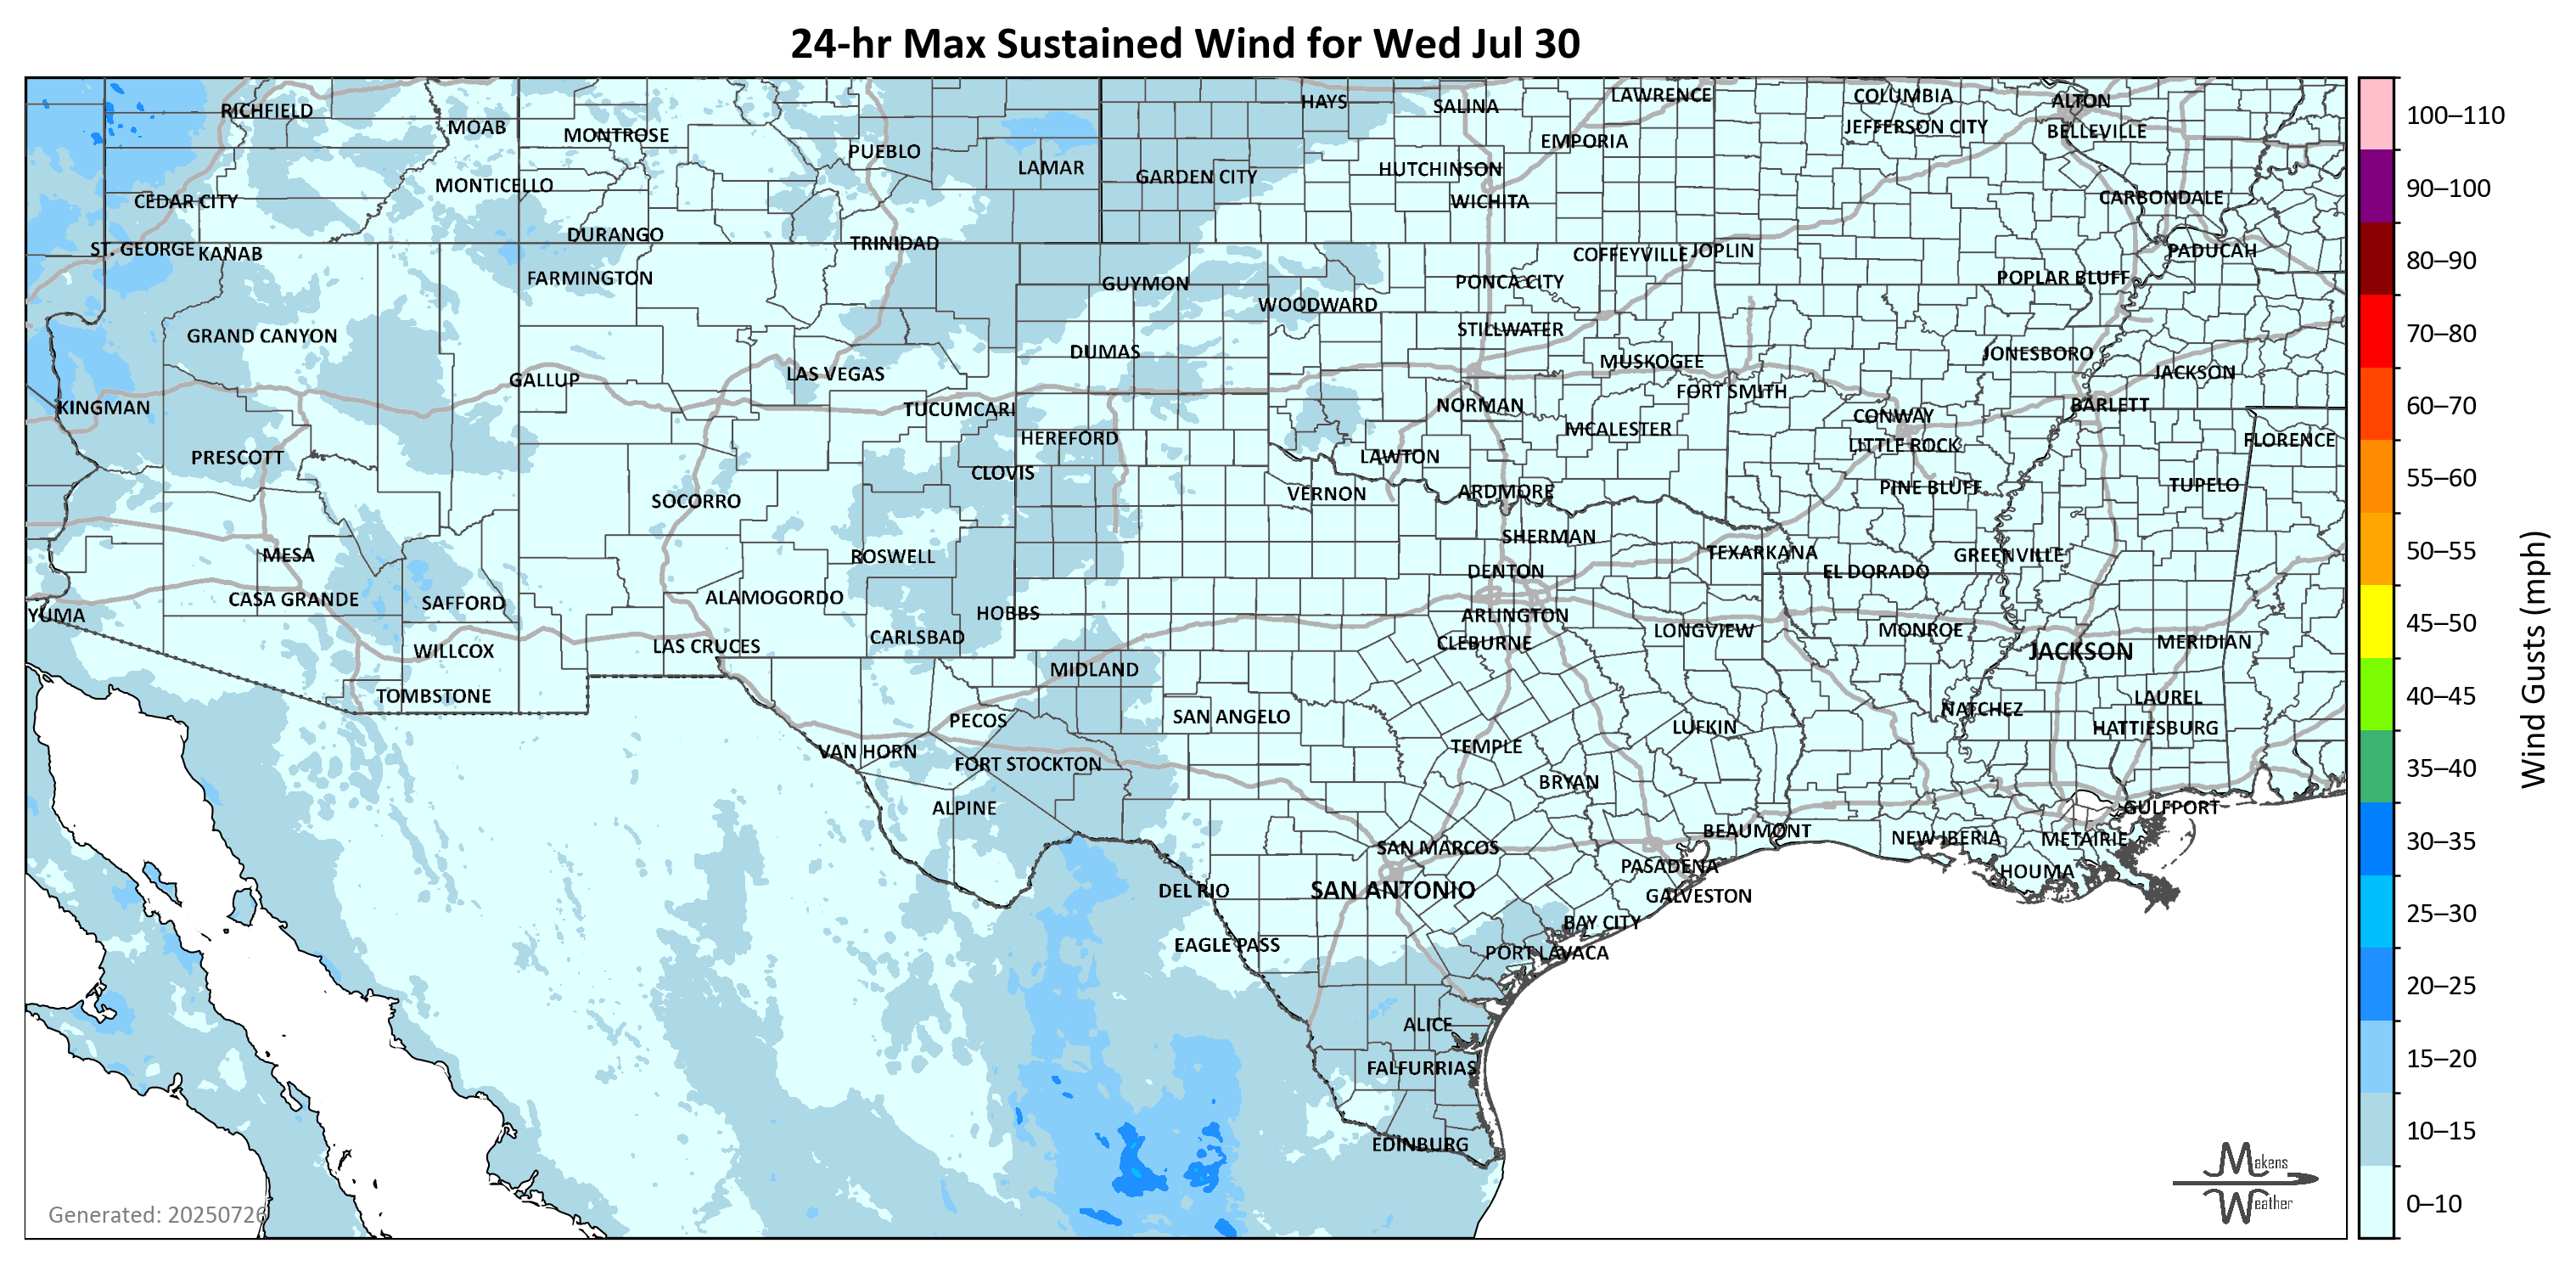 24-hr Max Sustained Wind for Wed Jul 30
RICHFIELD
MOAB
MONTROSE
PUEBLO
LAMAR
HAYS
SALINA
LAWRENCE
COLUMBIA
ALTON
EMPORIA
JEFFERSON CITY
BELLEVILLE
MONTICELLO
GARDEN CITY
HUTCHINSON
WICHITA
CARBONDALE
CEDAR CITY
DURANGO
TRINIDAD
ST. GEORGE
KANAB
FARMINGTON
GUYMON
WOODWARD
PONCA CITY
COFFEYVILLE
JOPLIN
POPLAR BLUFF
PADUCAH
GRAND CANYON
DUMAS
STILLWATER
MUSKOGEE
JONESBORO
GALLUP
LAS VEGAS
FORT SMITH
JACKSON
KINGMAN
TUCUMCARI
NORMAN
CONWAY
BARLETT
HEREFORD
MCALESTER
LITTLE ROCK
FLORENCE
PRESCOTT
CLOVIS
LAWTON
SOCORRO
VERNON
ARDMORE
PINE BLUFF
TUPELO
MESA
ROSWELL
SHERMAN
TEXARKANA
GREENVILLE
DENTON
EL DORADO
YUMA
CASA GRANDE
SAFFORD
ALAMOGORDO
HOBBS
ARLINGTON
CLEBURNE
LONGVIEW
MONROE
WILLCOX
LAS CRUCES
CARLSBAD
JACKSON
MERIDIAN
TOMBSTONE
MIDLAND
PECOS
SAN ANGELO
LUFKIN
NATCHEZ
LAUREL
HATTIESBURG
VAN HORN
FORT STOCKTON
TEMPLE
BRYAN
ALPINE
GULFPORT
SAN MARCOS
BEAUMONT
NEW IBERIA
METAIRIE
DEL RIO
SAN ANTONIO
PASADENA
GALVESTON
HOUMA
EAGLE PASS
BAY CITY
PORT LAVACA
ALICE
FALFURRIAS
EDINBURG
Generated: 20250726
Makens
Weather
100–110
90–100
80–90
70–80
60–70
55–60
50–55
45–50
40–45
35–40
30–35
25–30
20–25
15–20
10–15
0–10
Wind Gusts (mph)